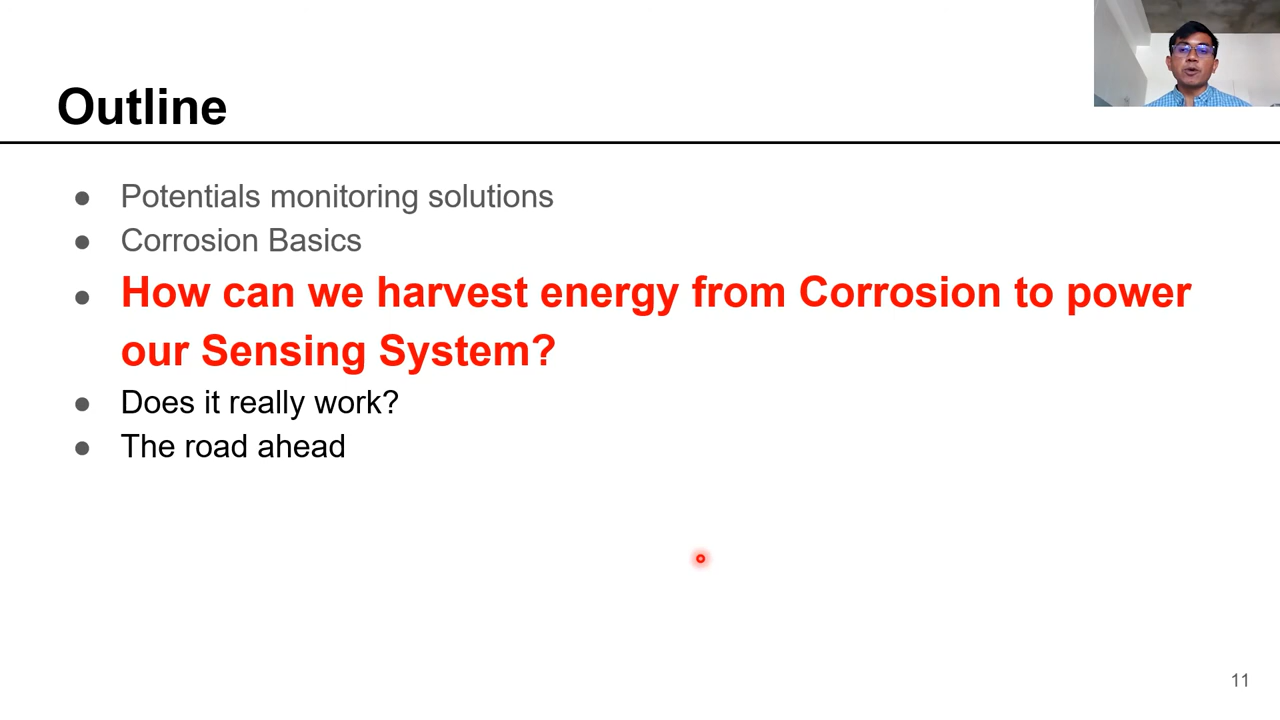 Outline
● Potentials monitoring solutions
● Corrosion Basics
● How can we harvest energy from Corrosion to power
our Sensing System?
● Does it really work?
● The road ahead
11